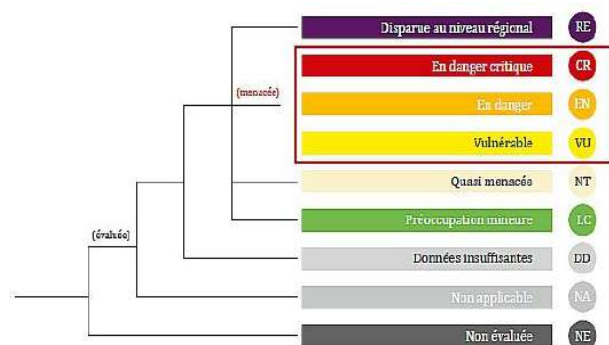 Disparue au niveau régional RE
En danger critique CR
(menacée)
En danger EN
Vulnérable VU
Quasi menacée NT
Préoccupation mineure LC
(évaluée)
Données insuffisantes DD
Non applicable NA
Non évaluée NE